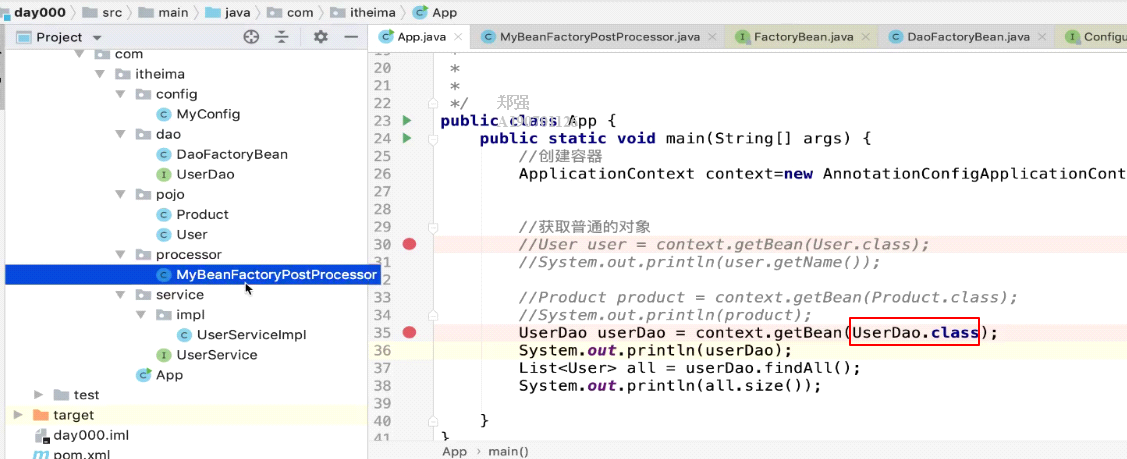 day000 src main java com itheima App
Project
App.java MyBeanFactoryPostProcessor.java FactoryBean.java DaoFactoryBean.java Configu
com
itheima
config
MyConfig
dao
DaoFactoryBean
UserDao
pojo
Product
User
processor
MyBeanFactoryPostProcessor
service
impl
UserServiceImpl
UserService
App
test
target
day000.iml
pom.xml
20 *
21 *
22 */
郑强
23 public class App {
24 public static void main(String[] args) {
25 //创建容器
26 ApplicationContext context=new AnnotationConfigApplicationCont
27
28
29 //获取普通的对象
30 //User user = context.getBean(User.class);
31 //System.out.println(user.getName());
32
33 //Product product = context.getBean(Product.class);
34 //System.out.println(product);
35 UserDao userDao = context.getBean(UserDao.class);
36 System.out.println(userDao);
37 List<User> all = userDao.findAll();
38 System.out.println(all.size());
39
40 }
41 }
App › main()